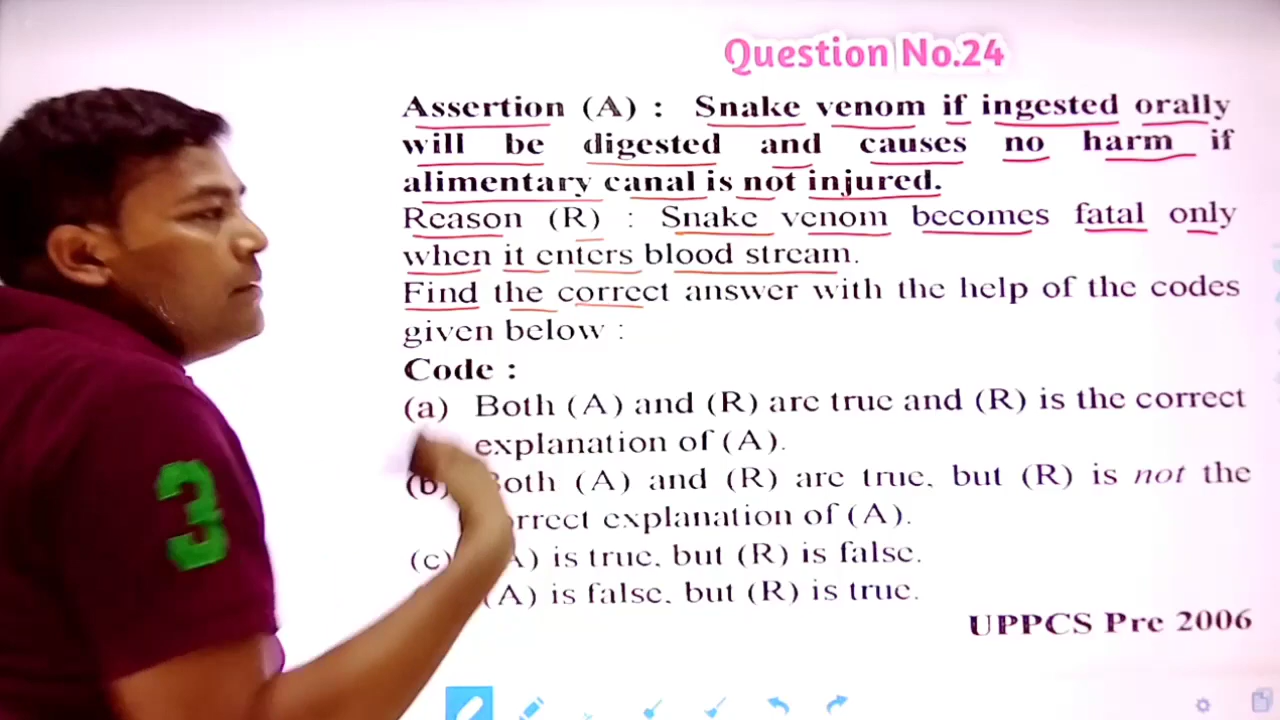 Question No.24
Assertion (A) : Snake venom if ingested orally
will be digested and causes no harm if
alimentary canal is not injured.
Reason (R) : Snake venom becomes fatal only
when it enters blood stream.
Find the correct answer with the help of the codes
given below :
Code :
(a) Both (A) and (R) are true and (R) is the correct
explanation of (A).
(b) Both (A) and (R) are true, but (R) is not the
correct explanation of (A).
(c) (A) is true, but (R) is false.
(A) is false, but (R) is true.
UPPCS Pre 2006
3